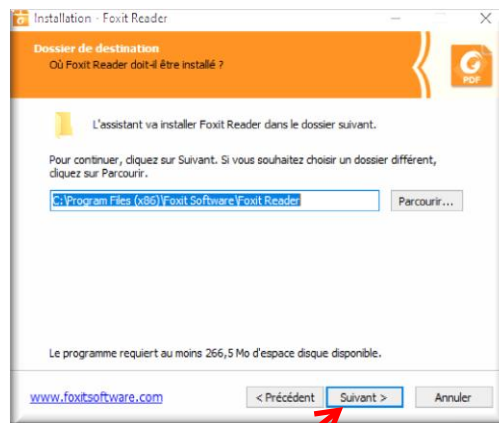 Installation - Foxit Reader
Dossier de destination
Où Foxit Reader doit-il être installé ?
PDF
L'assistant va installer Foxit Reader dans le dossier suivant.
Pour continuer, cliquez sur Suivant. Si vous souhaitez choisir un dossier différent,
cliquez sur Parcourir.
C:\Program Files (x86)\Foxit Software\Foxit Reader
Parcourir...
Le programme requiert au moins 266,5 Mo d'espace disque disponible.
www.foxitsoftware.com
< Précédent
Suivant >
Annuler